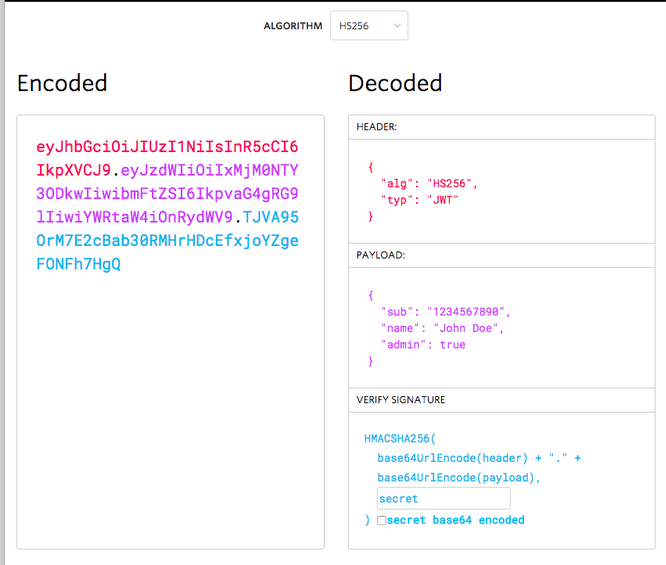 ALGORITHM HS256
Encoded
eyJhbGciOiJIUzI1NiIsInR5cCI6
IkpXVCJ9.eyJzdWIiOiIxMjM0NTY
3ODkwIiwibmFtZSI6IkpvaG4gRG9
lIiwiYWRtaW4iOnRydWV9.TJVA95
OrM7E2cBab30RMHrHDcEfxjoYZge
FONFh7HgQ
Decoded
HEADER:
{
"alg": "HS256",
"typ": "JWT"
}
PAYLOAD:
{
"sub": "1234567890",
"name": "John Doe",
"admin": true
}
VERIFY SIGNATURE
HMACSHA256(
base64UrlEncode(header) + "." +
base64UrlEncode(payload),
secret
) secret base64 encoded